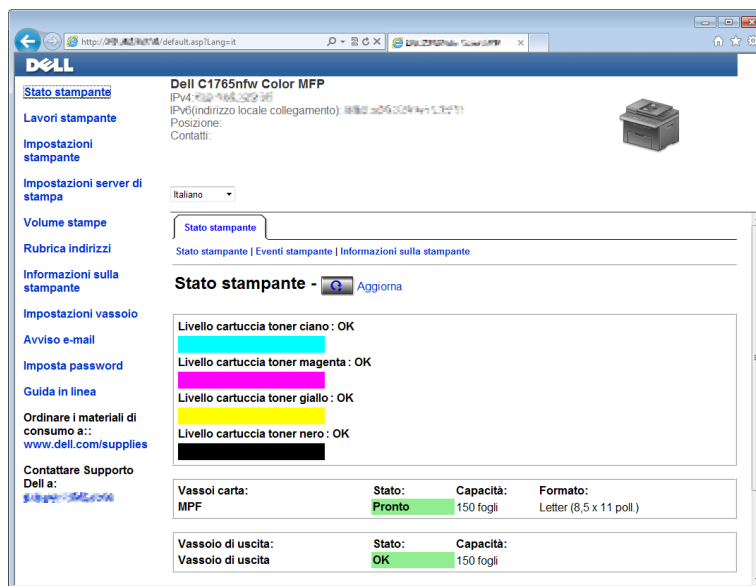 http:// /default.asp?Lang=it
DELL
Stato stampante
Lavori stampante
Impostazioni
stampante
Impostazioni server di
stampa
Volume stampe
Rubrica indirizzi
Informazioni sulla
stampante
Impostazioni vassoio
Avviso e-mail
Imposta password
Guida in linea
Ordinare i materiali di
consumo a::
www.dell.com/supplies
Contattare Supporto
Dell a:
Dell C1765nfw Color MFP
IPv4:
IPv6(indirizzo locale collegamento):
Posizione:
Contatti:
Italiano
Stato stampante
Stato stampante | Eventi stampante | Informazioni sulla stampante
Stato stampante - Aggiorna
Livello cartuccia toner ciano : OK
Livello cartuccia toner magenta : OK
Livello cartuccia toner giallo : OK
Livello cartuccia toner nero : OK
Vassoi carta: Stato: Capacità: Formato:
MPF Pronto 150 fogli Letter (8,5 x 11 poll.)
Vassoio di uscita: Stato: Capacità:
Vassoio di uscita OK 150 fogli